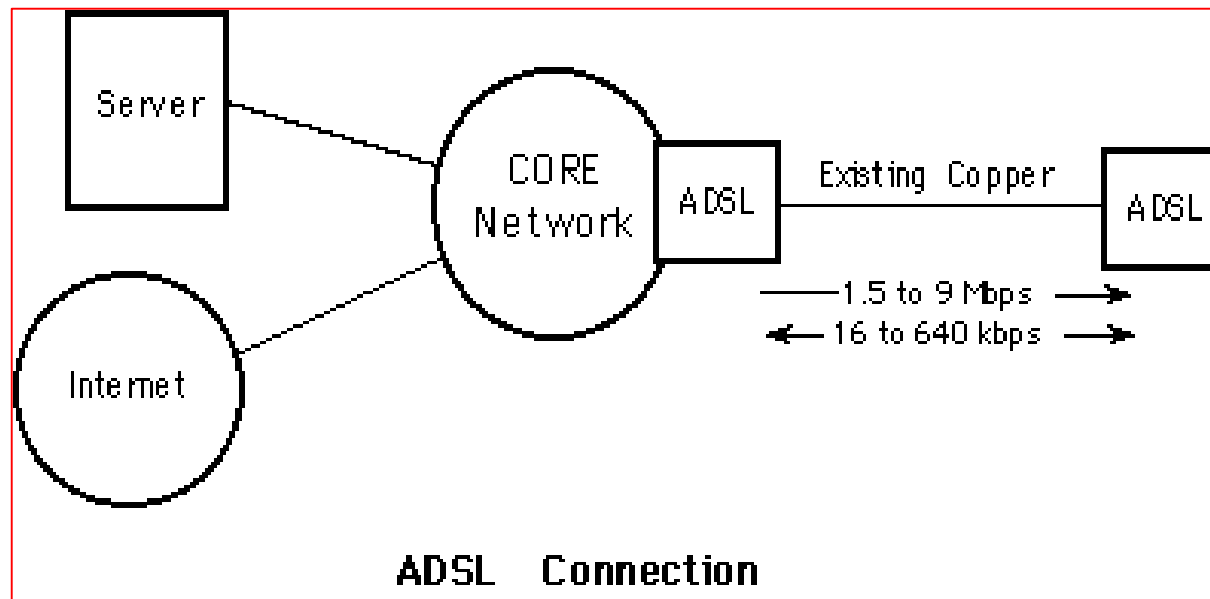 Server
CORE
Network
ADSL
Existing Copper
ADSL
1.5 to 9 Mbps
16 to 640 kbps
Internet
ADSL Connection